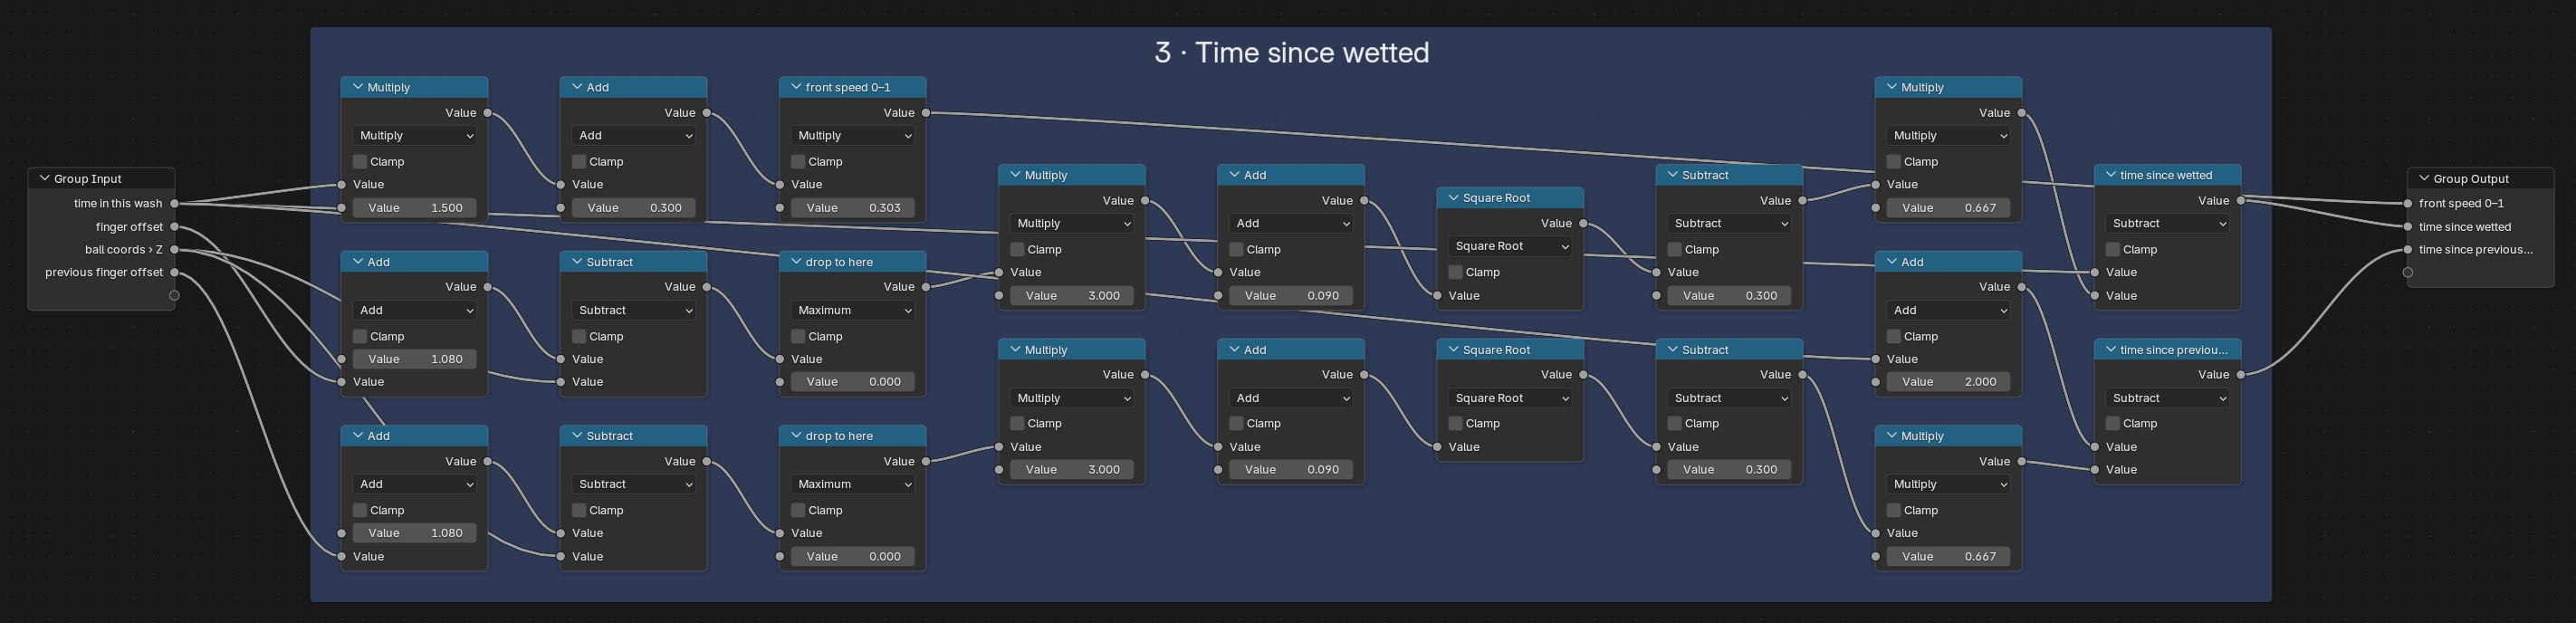 3 · Time since wetted
Group Input
time in this wash
finger offset
ball coords › Z
previous finger offset
Multiply
Value
Multiply
Clamp
Value
Value 1.500
Add
Value
Add
Clamp
Value
Value 0.300
front speed 0–1
Value
Multiply
Clamp
Value
Value 0.303
Add
Value
Add
Clamp
Value 1.080
Value
Subtract
Value
Subtract
Clamp
Value
Value
drop to here
Value
Maximum
Clamp
Value
Value 0.000
Add
Value
Add
Clamp
Value 1.080
Value
Subtract
Value
Subtract
Clamp
Value
Value
drop to here
Value
Maximum
Clamp
Value
Value 0.000
Multiply
Value
Multiply
Clamp
Value
Value 3.000
Add
Value
Add
Clamp
Value
Value 0.090
Square Root
Value
Square Root
Clamp
Value
Subtract
Value
Subtract
Clamp
Value
Value 0.300
Multiply
Value
Multiply
Clamp
Value
Value 3.000
Add
Value
Add
Clamp
Value
Value 0.090
Square Root
Value
Square Root
Clamp
Value
Subtract
Value
Subtract
Clamp
Value
Value 0.300
Multiply
Value
Multiply
Clamp
Value
Value 0.667
Add
Value
Add
Clamp
Value
Value 2.000
Multiply
Value
Multiply
Clamp
Value
Value 0.667
time since wetted
Value
Subtract
Clamp
Value
Value
time since previou...
Value
Subtract
Clamp
Value
Value
Group Output
front speed 0–1
time since wetted
time since previous...